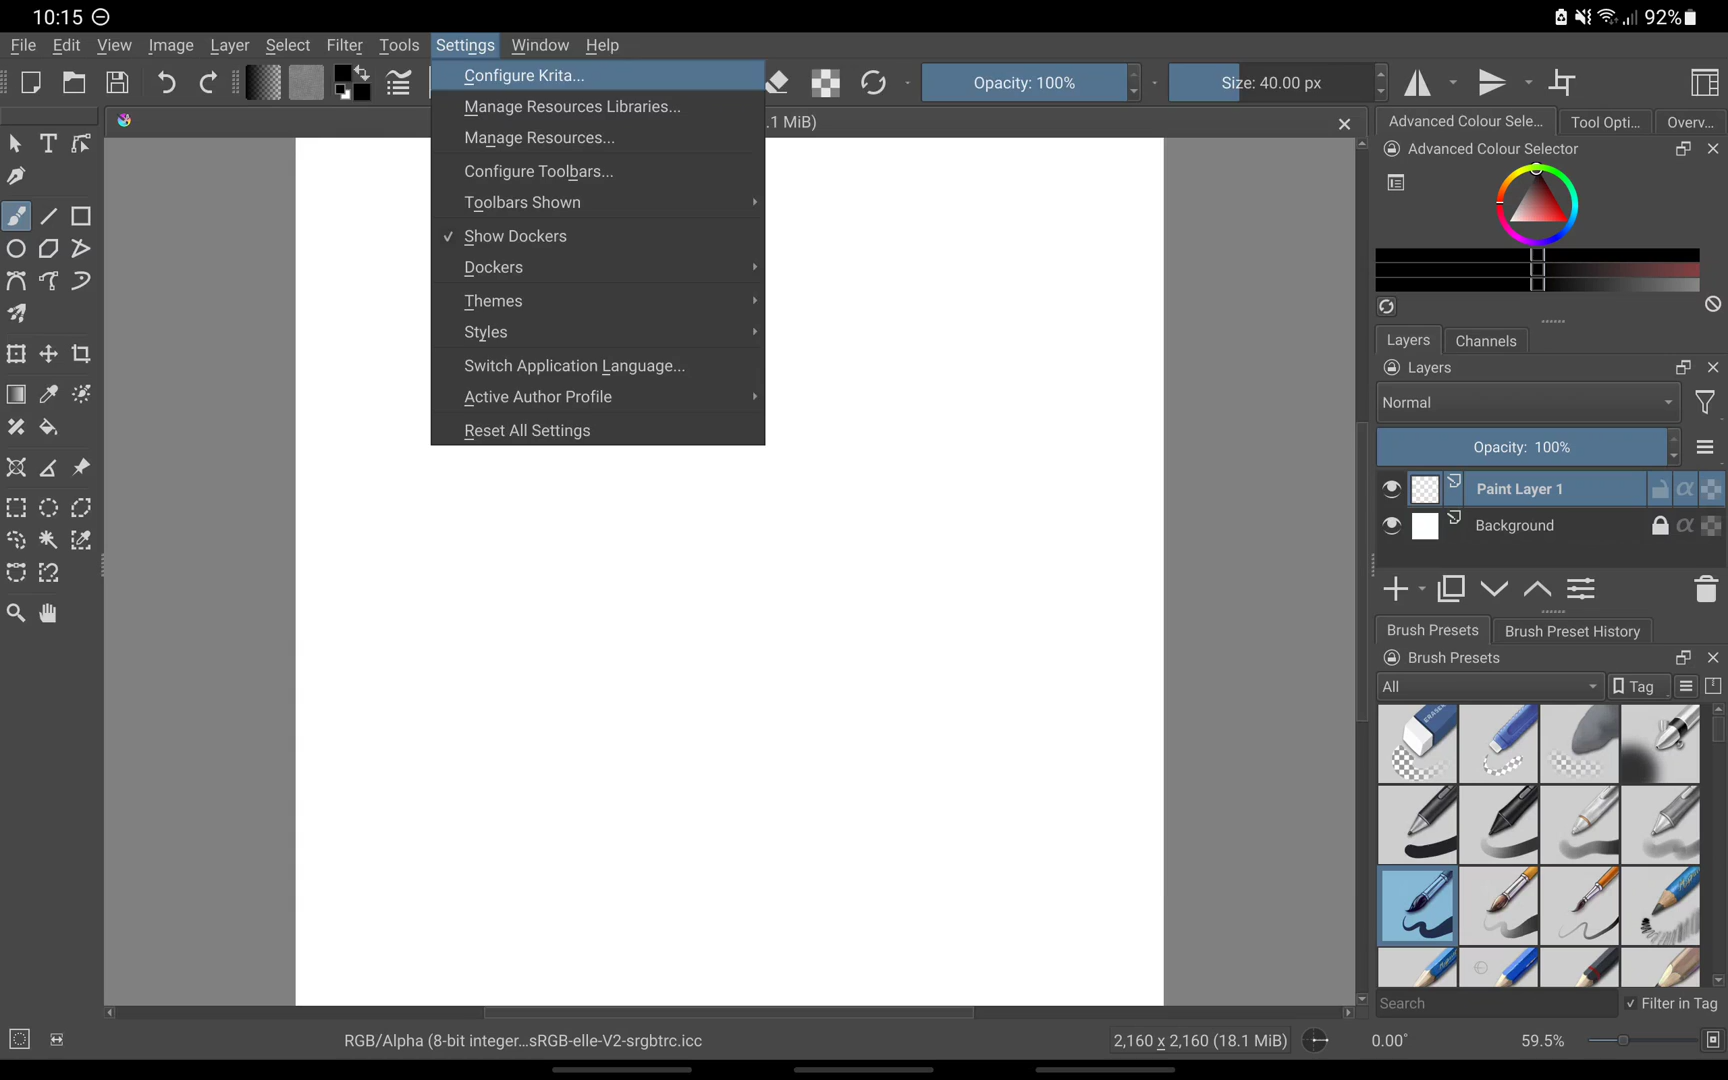 10:15
92%
File Edit View Image Layer Select Filter Tools Settings Window Help
Opacity: 100%
Size: 40.00 px
Configure Krita...
Manage Resources Libraries...
Manage Resources...
Configure Toolbars...
Toolbars Shown
Show Dockers
Dockers
Themes
Styles
Switch Application Language...
Active Author Profile
Reset All Settings
.1 MiB)
Advanced Colour Sele... Tool Opti... Overv...
Advanced Colour Selector
Layers Channels
Layers
Normal
Opacity: 100%
Paint Layer 1
Background
Brush Presets Brush Preset History
Brush Presets
All Tag
Search Filter in Tag
RGB/Alpha (8-bit integer...sRGB-elle-V2-srgbtrc.icc 2,160 x 2,160 (18.1 MiB) 0.00° 59.5%